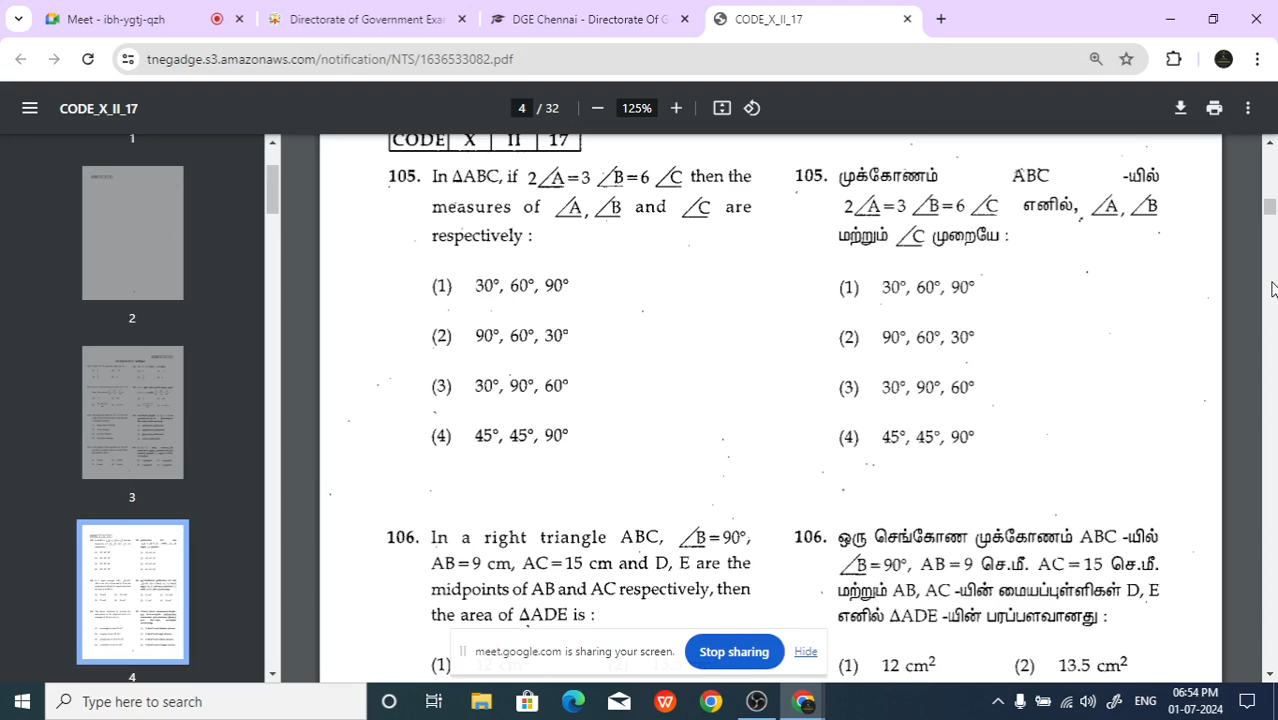 Meet - ibh-ygtj-qzh
Directorate of Government Exa
DGE Chennai - Directorate Of G
CODE_X_II_17
tnegadge.s3.amazonaws.com/notification/NTS/1636533082.pdf
CODE_X_II_17
4 / 32
125%
1
2
3
4
CODE X II 17
105. In ΔABC, if 2∠A=3 ∠B=6 ∠C then the
measures of ∠A, ∠B and ∠C are
respectively :
(1) 30°, 60°, 90°
(2) 90°, 60°, 30°
(3) 30°, 90°, 60°
(4) 45°, 45°, 90°
106. In a right triangle ABC, ∠B=90°,
AB=9 cm, AC=15 cm and D, E are the
midpoints of AB and AC respectively, then
the area of ΔADE is :
(1)
105. முக்கோணம் ABC -யில்
2∠A=3 ∠B=6 ∠C எனில், ∠A, ∠B
மற்றும் ∠C முறையே :
(1) 30°, 60°, 90°
(2) 90°, 60°, 30°
(3) 30°, 90°, 60°
(4) 45°, 45°, 90°
106. ஒரு செங்கோண முக்கோணம் ABC -யில்
∠B=90°, AB=9 செ.மீ. AC=15 செ.மீ.
மற்றும் AB, AC -யின் மையப்புள்ளிகள் D, E
எனில் ΔADE -யின் பரப்பளவானது :
(1) 12 cm² (2) 13.5 cm²
meet.google.com is sharing your screen.
Stop sharing
Hide
Type here to search
ENG
06:54 PM
01-07-2024